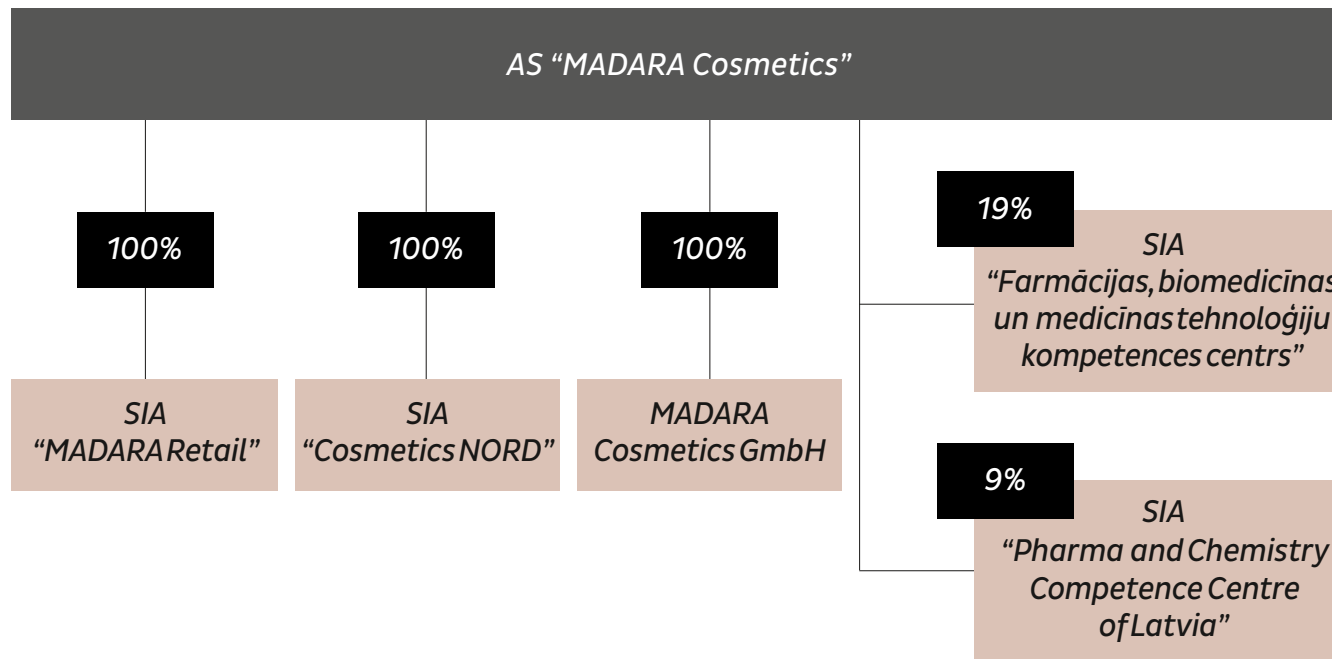 AS “MADARA Cosmetics”
100%
100%
100%
19%
SIA
“MADARA Retail”
SIA
“Cosmetics NORD”
MADARA
Cosmetics GmbH
SIA
“Farmācijas, biomedicīnas
un medicīnas tehnoloģiju
kompetences centrs”
9%
SIA
“Pharma and Chemistry
Competence Centre
of Latvia”